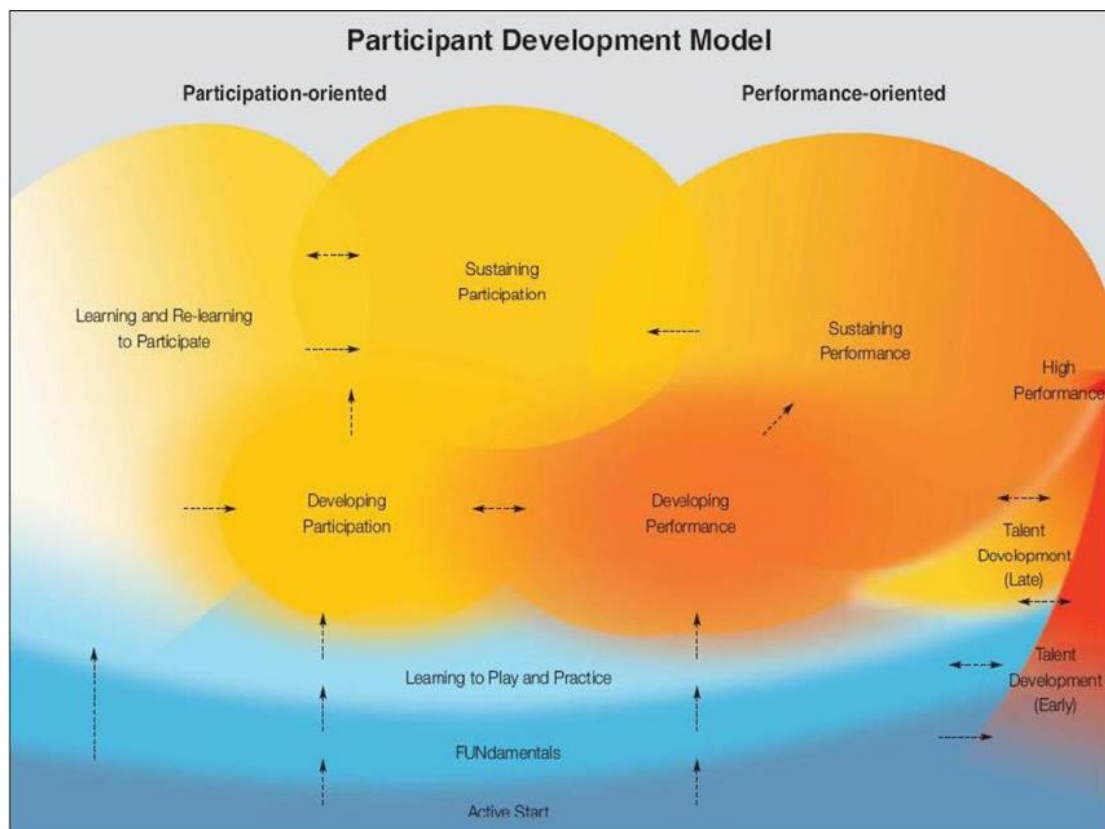 Participant Development Model
Participation-oriented
Performance-oriented
Sustaining
Participation
Learning and Re-learning
to Participate
Sustaining
Performance
High
Performance
Developing
Participation
Developing
Performance
Talent
Development
(Late)
Learning to Play and Practice
Talent
Development
(Early)
FUNdamentals
Active Start